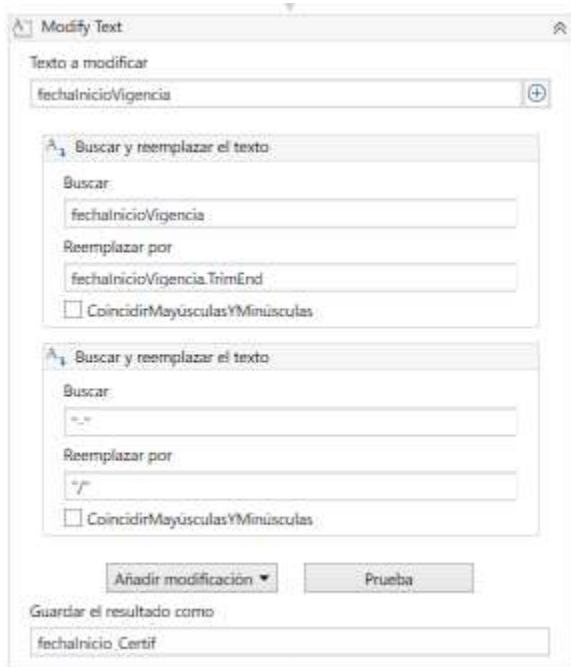 Modify Text
Texto a modificar
fechaInicioVigencia
Buscar y reemplazar el texto
Buscar
fechaInicioVigencia
Reemplazar por
fechaInicioVigencia.TrimEnd
CoincidirMayúsculasYMinúsculas
Buscar y reemplazar el texto
Buscar
"-"
Reemplazar por
"/"
CoincidirMayúsculasYMinúsculas
Añadir modificación Prueba
Guardar el resultado como
fechaInicio_Certif